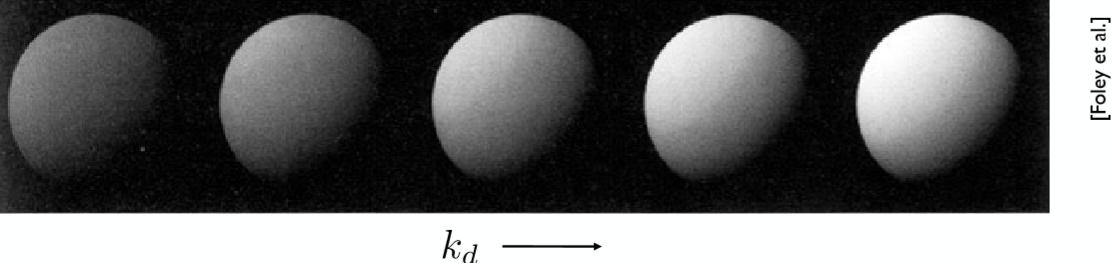 [Foley et al.]
k_d →